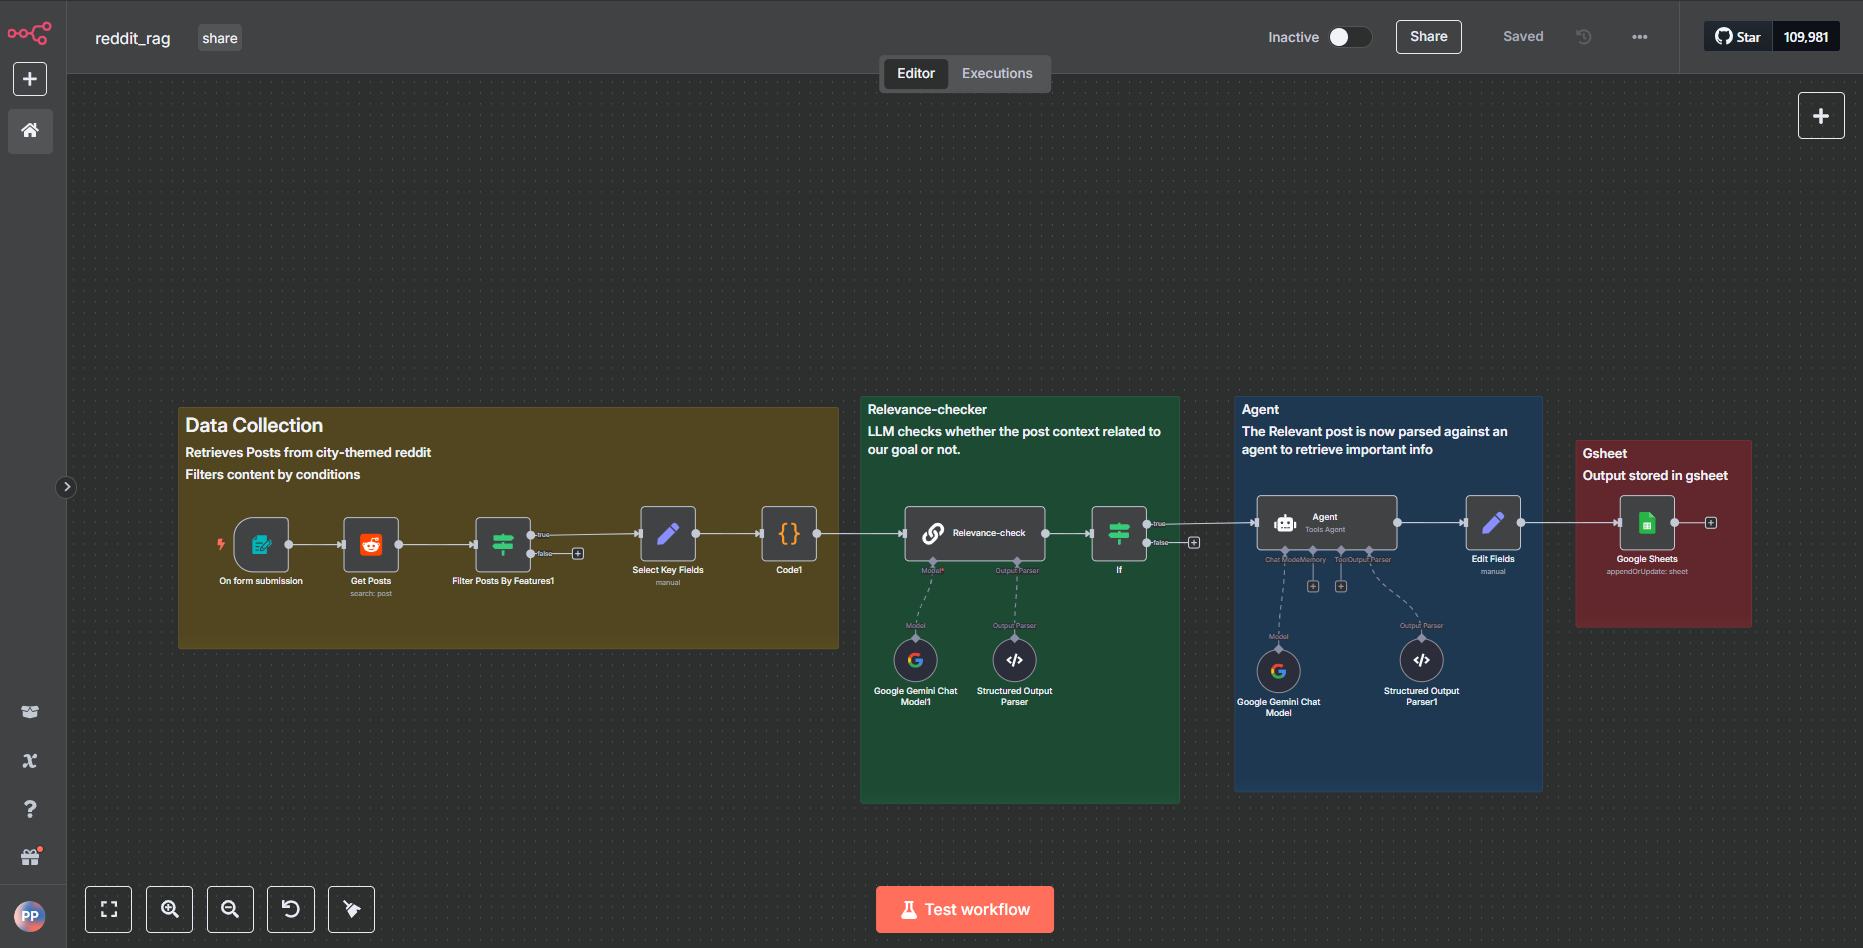 reddit_rag
share
Inactive
Share
Saved
Star
109,981
Editor
Executions
Data Collection
Retrieves Posts from city-themed reddit
Filters content by conditions
On form submission
Get Posts
search: post
Filter Posts By Features1
true
false
Select Key Fields
manual
Code1
Relevance-checker
LLM checks whether the post context related to
our goal or not.
Relevance-check
Model*
Output Parser
If
true
false
Model
Google Gemini Chat
Model1
Output Parser
Structured Output
Parser
Agent
The Relevant post is now parsed against an
agent to retrieve important info
Agent
Tools Agent
Chat Model
Memory
Tool
Output Parser
Edit Fields
manual
Model
Google Gemini Chat
Model
Output Parser
Structured Output
Parser1
Gsheet
Output stored in gsheet
Google Sheets
appendOrUpdate: sheet
PP
Test workflow